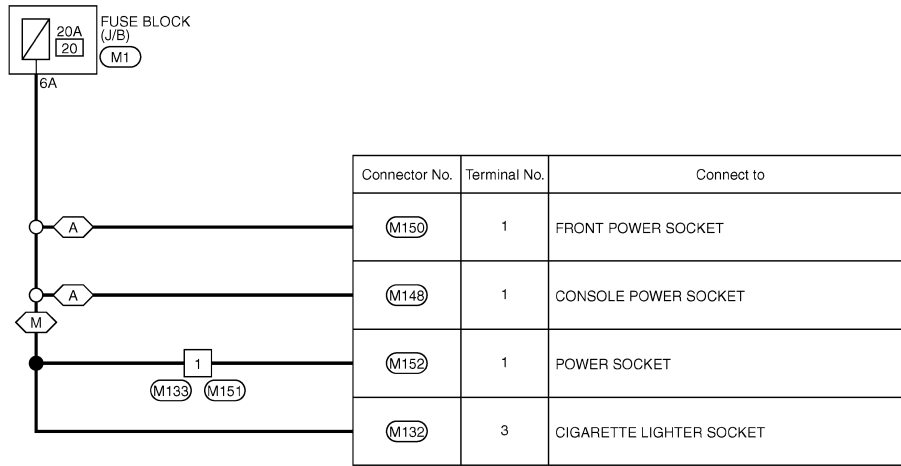 FUSE BLOCK
(J/B)
20A
20
M1
6A
Connector No. Terminal No. Connect to
A M150 1 FRONT POWER SOCKET
A M148 1 CONSOLE POWER SOCKET
M
1 M152 1 POWER SOCKET
M133 M151
M132 3 CIGARETTE LIGHTER SOCKET